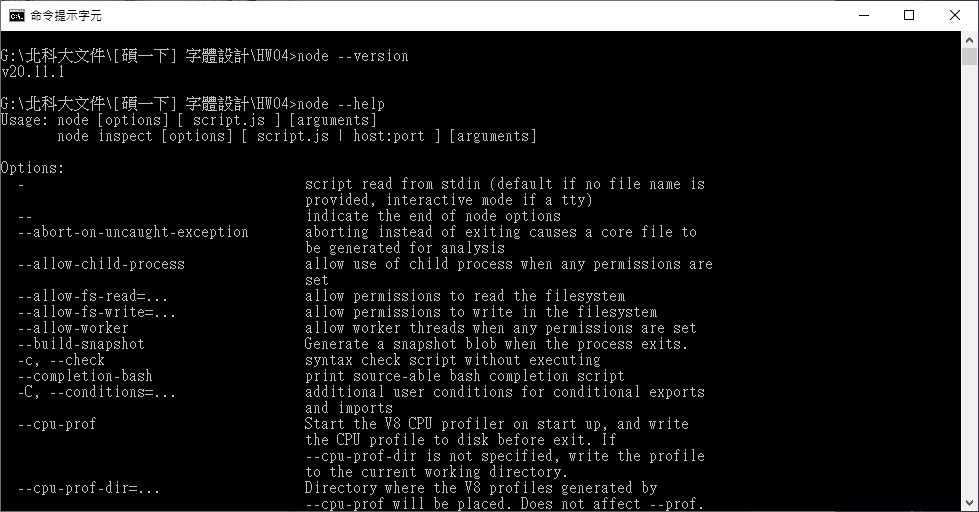 命令提示字元
G:\北科大文件\[碩一下] 字體設計\HW04>node --version
v20.11.1
G:\北科大文件\[碩一下] 字體設計\HW04>node --help
Usage: node [options] [ script.js ] [arguments]
node inspect [options] [ script.js | host:port ] [arguments]
Options:
- script read from stdin (default if no file name is
provided, interactive mode if a tty)
-- indicate the end of node options
--abort-on-uncaught-exception aborting instead of exiting causes a core file to
be generated for analysis
--allow-child-process allow use of child process when any permissions are
set
--allow-fs-read=... allow permissions to read the filesystem
--allow-fs-write=... allow permissions to write in the filesystem
--allow-worker allow worker threads when any permissions are set
--build-snapshot Generate a snapshot blob when the process exits.
-c, --check syntax check script without executing
--completion-bash print source-able bash completion script
-C, --conditions=... additional user conditions for conditional exports
and imports
--cpu-prof Start the V8 CPU profiler on start up, and write
the CPU profile to disk before exit. If
--cpu-prof-dir is not specified, write the profile
to the current working directory.
--cpu-prof-dir=... Directory where the V8 profiles generated by
--cpu-prof will be placed. Does not affect --prof.